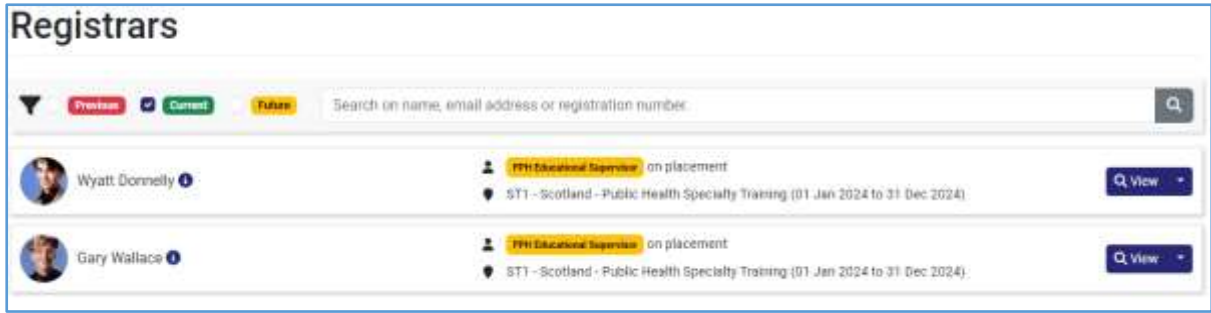 Registrars
Previous Current Future Search on name, email address or registration number.
Wyatt Donnelly
FPH Educational Supervisor on placement
ST1 - Scotland - Public Health Specialty Training (01 Jan 2024 to 31 Dec 2024)
View
Gary Wallace
FPH Educational Supervisor on placement
ST1 - Scotland - Public Health Specialty Training (01 Jan 2024 to 31 Dec 2024)
View